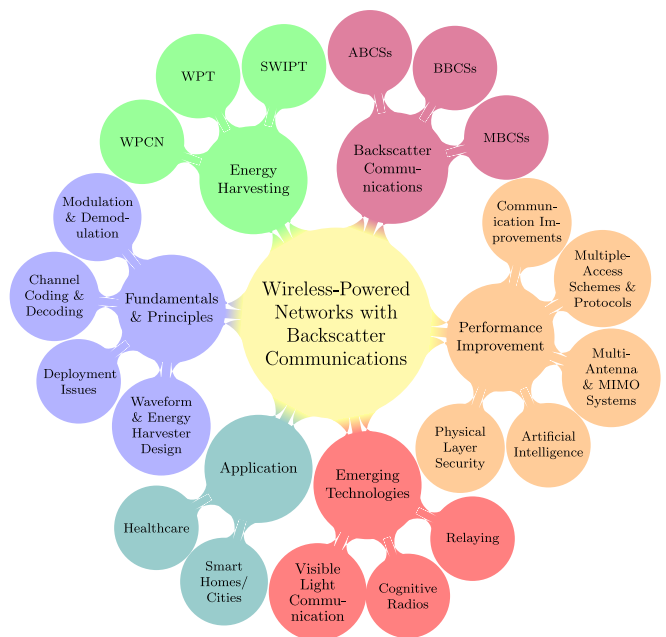 Wireless-Powered
Networks with
Backscatter
Communications
Energy
Harvesting
WPCN
WPT
SWIPT
Backscatter
Commu-
nications
ABCSs
BBCSs
MBCSs
Performance
Improvement
Commun-
ication Im-
provements
Multiple-
Access
Schemes &
Protocols
Multi-
Antenna
& MIMO
Systems
Artificial
Intelligence
Physical
Layer
Security
Emerging
Technologies
Relaying
Cognitive
Radios
Visible
Light
Commu-
nication
Application
Smart
Homes/
Cities
Healthcare
Fundamentals
& Principles
Waveform
& Energy
Harvester
Design
Deployment
Issues
Channel
Coding &
Decoding
Modulation
& Demod-
ulation